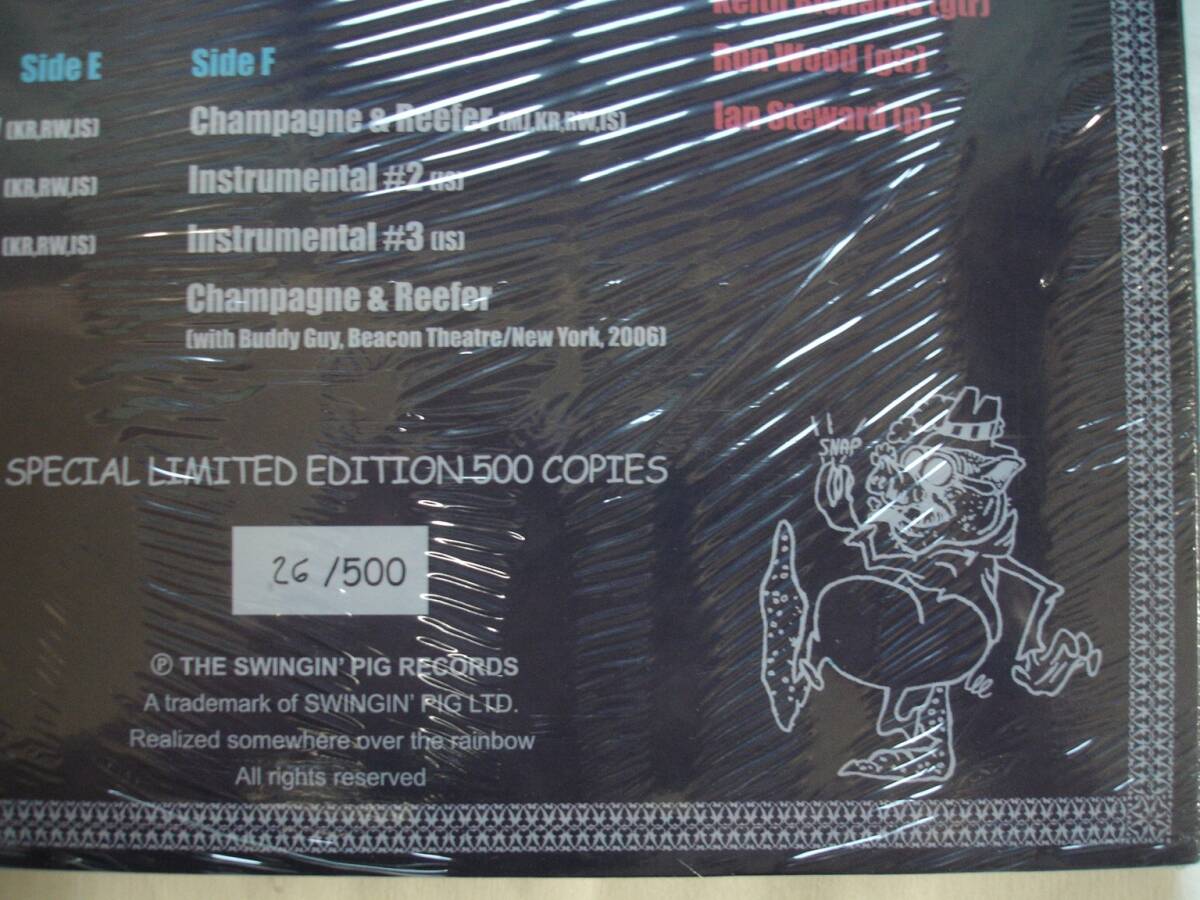 Keith Richards (gtr)
Side E
Side F
Ron Wood (gtr)
(KR,RW,IS)
Champagne & Reefer (MJ,KR,RW,IS)
Ian Steward (p)
(KR,RW,IS)
Instrumental #2 (IS)
(KR,RW,IS)
Instrumental #3 (IS)
Champagne & Reefer
(with Buddy Guy, Beacon Theatre/New York, 2006)
SPECIAL LIMITED EDITION 500 COPIES
SNAP
26 /500
℗ THE SWINGIN' PIG RECORDS
A trademark of SWINGIN' PIG LTD.
Realized somewhere over the rainbow
All rights reserved